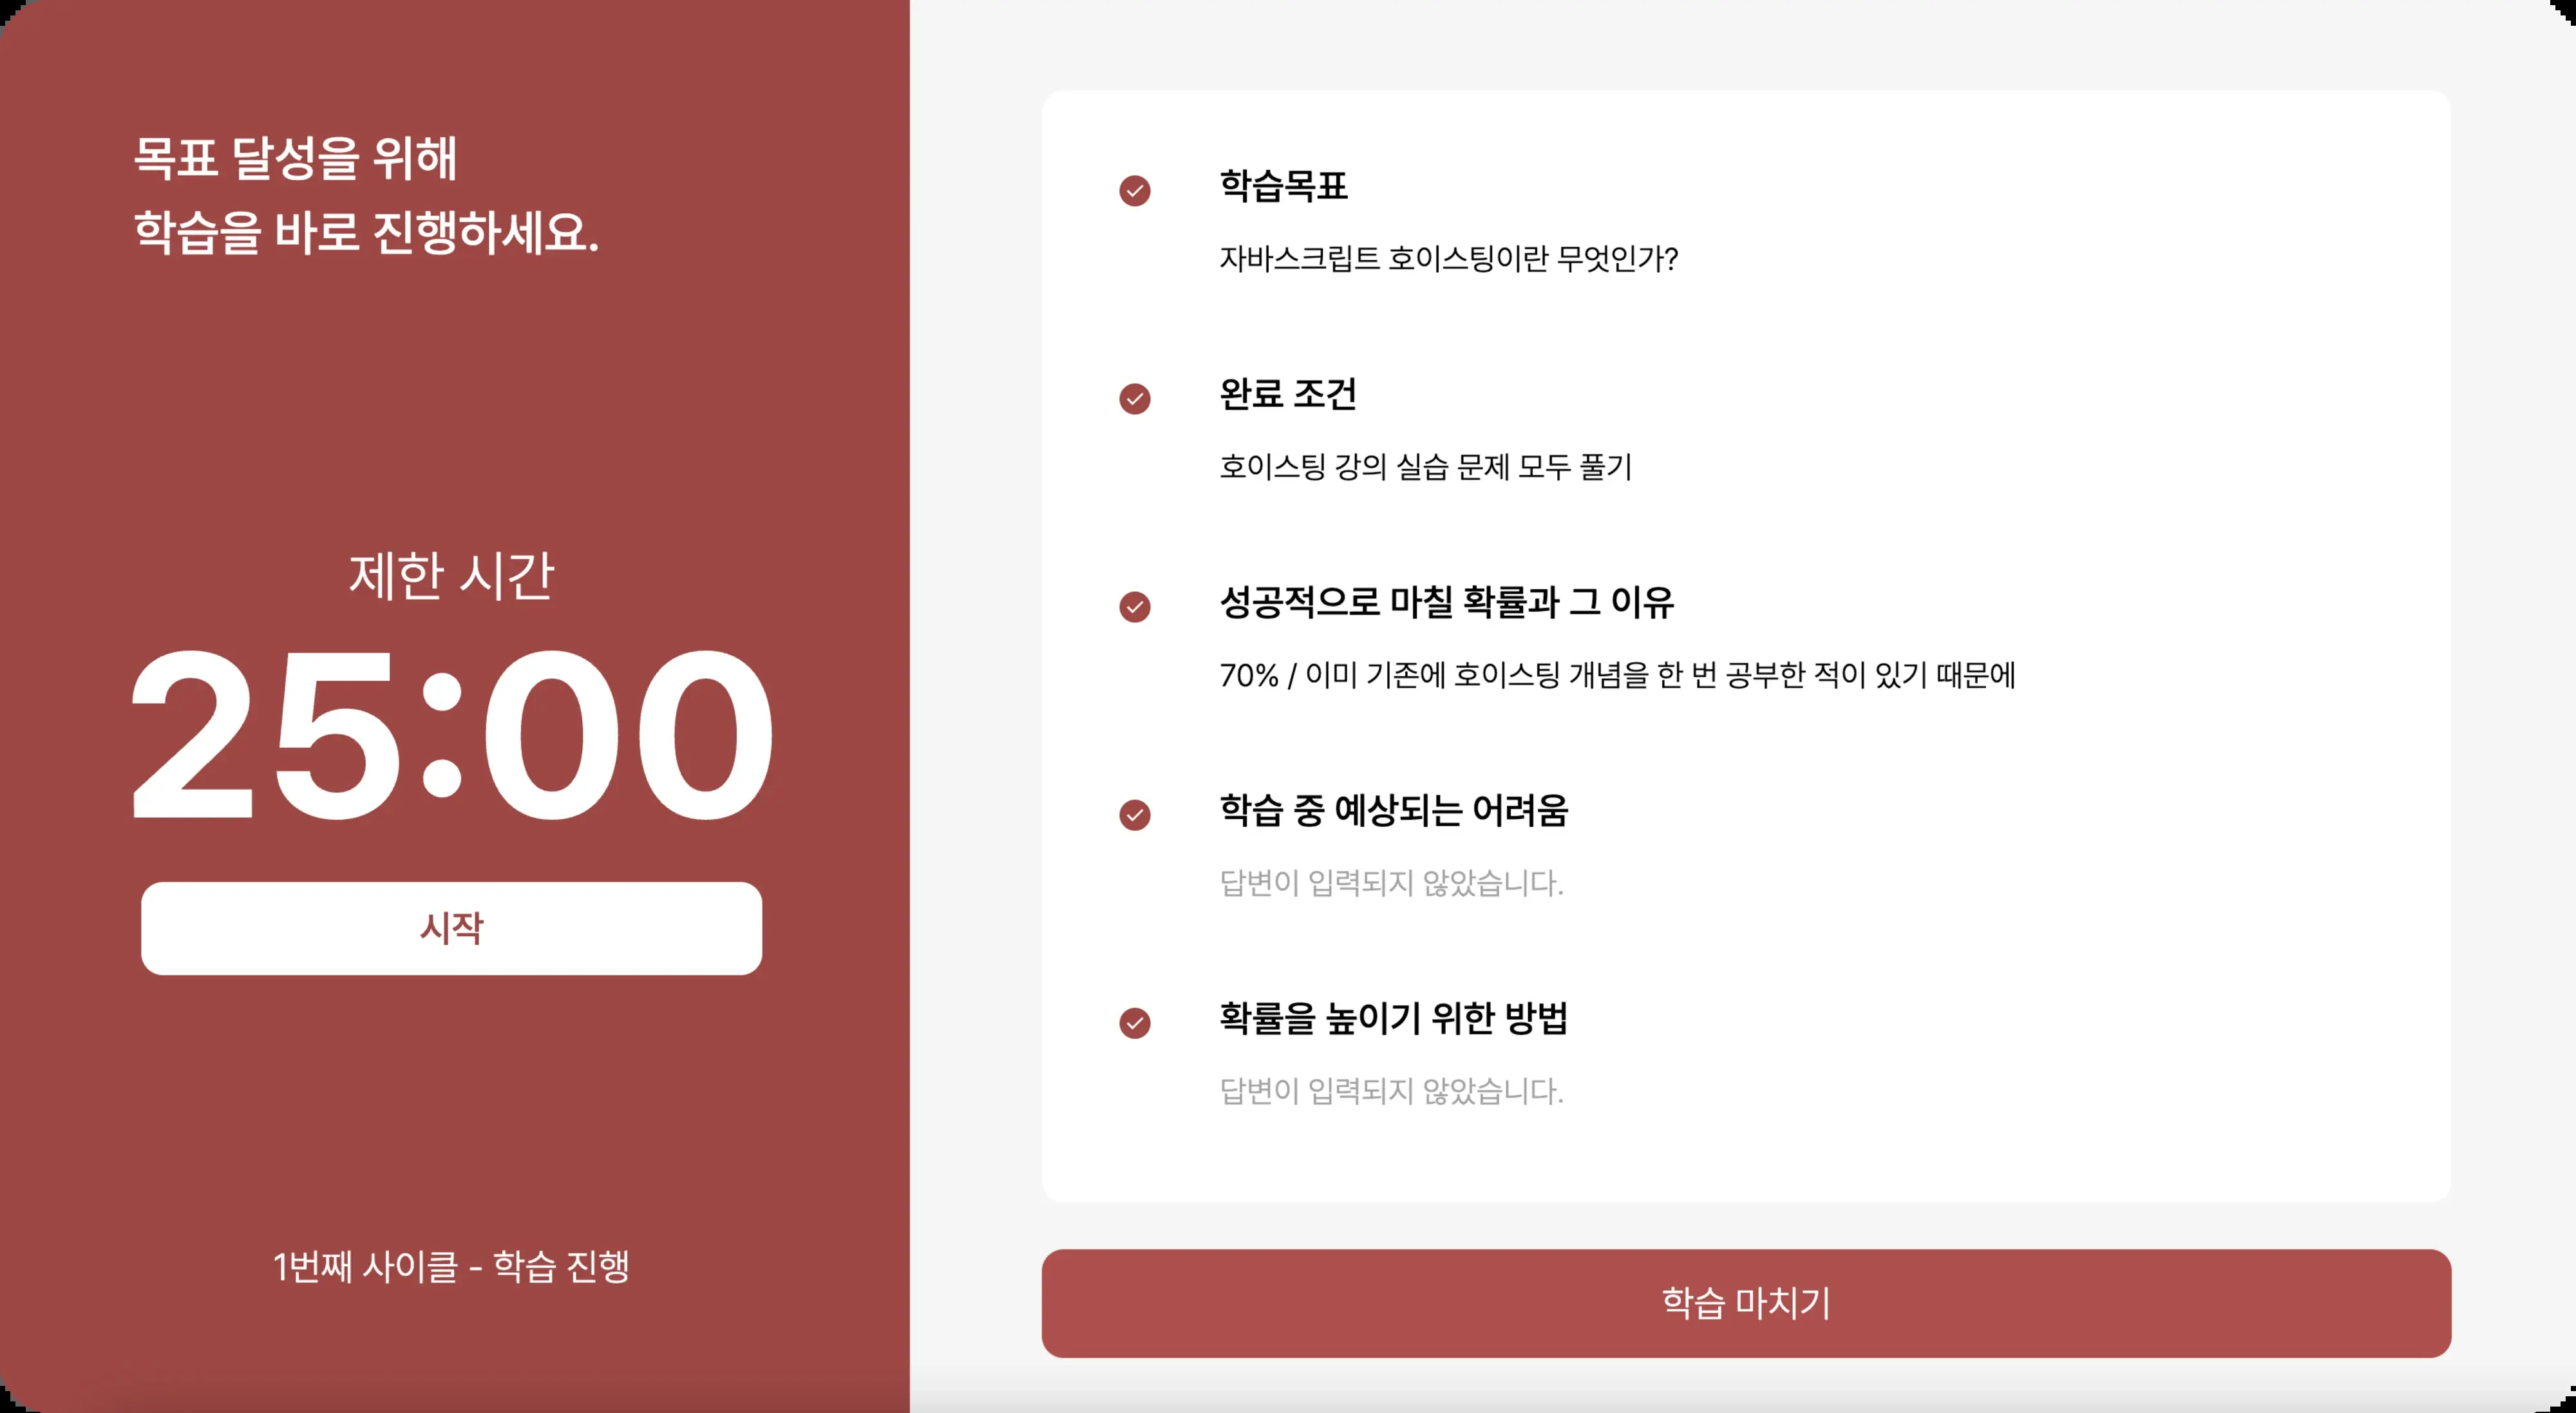 목표 달성을 위해
학습을 바로 진행하세요.
제한 시간
25:00
시작
1번째 사이클 - 학습 진행
학습목표
자바스크립트 호이스팅이란 무엇인가?
완료 조건
호이스팅 강의 실습 문제 모두 풀기
성공적으로 마칠 확률과 그 이유
70% / 이미 기존에 호이스팅 개념을 한 번 공부한 적이 있기 때문에
학습 중 예상되는 어려움
답변이 입력되지 않았습니다.
확률을 높이기 위한 방법
답변이 입력되지 않았습니다.
학습 마치기